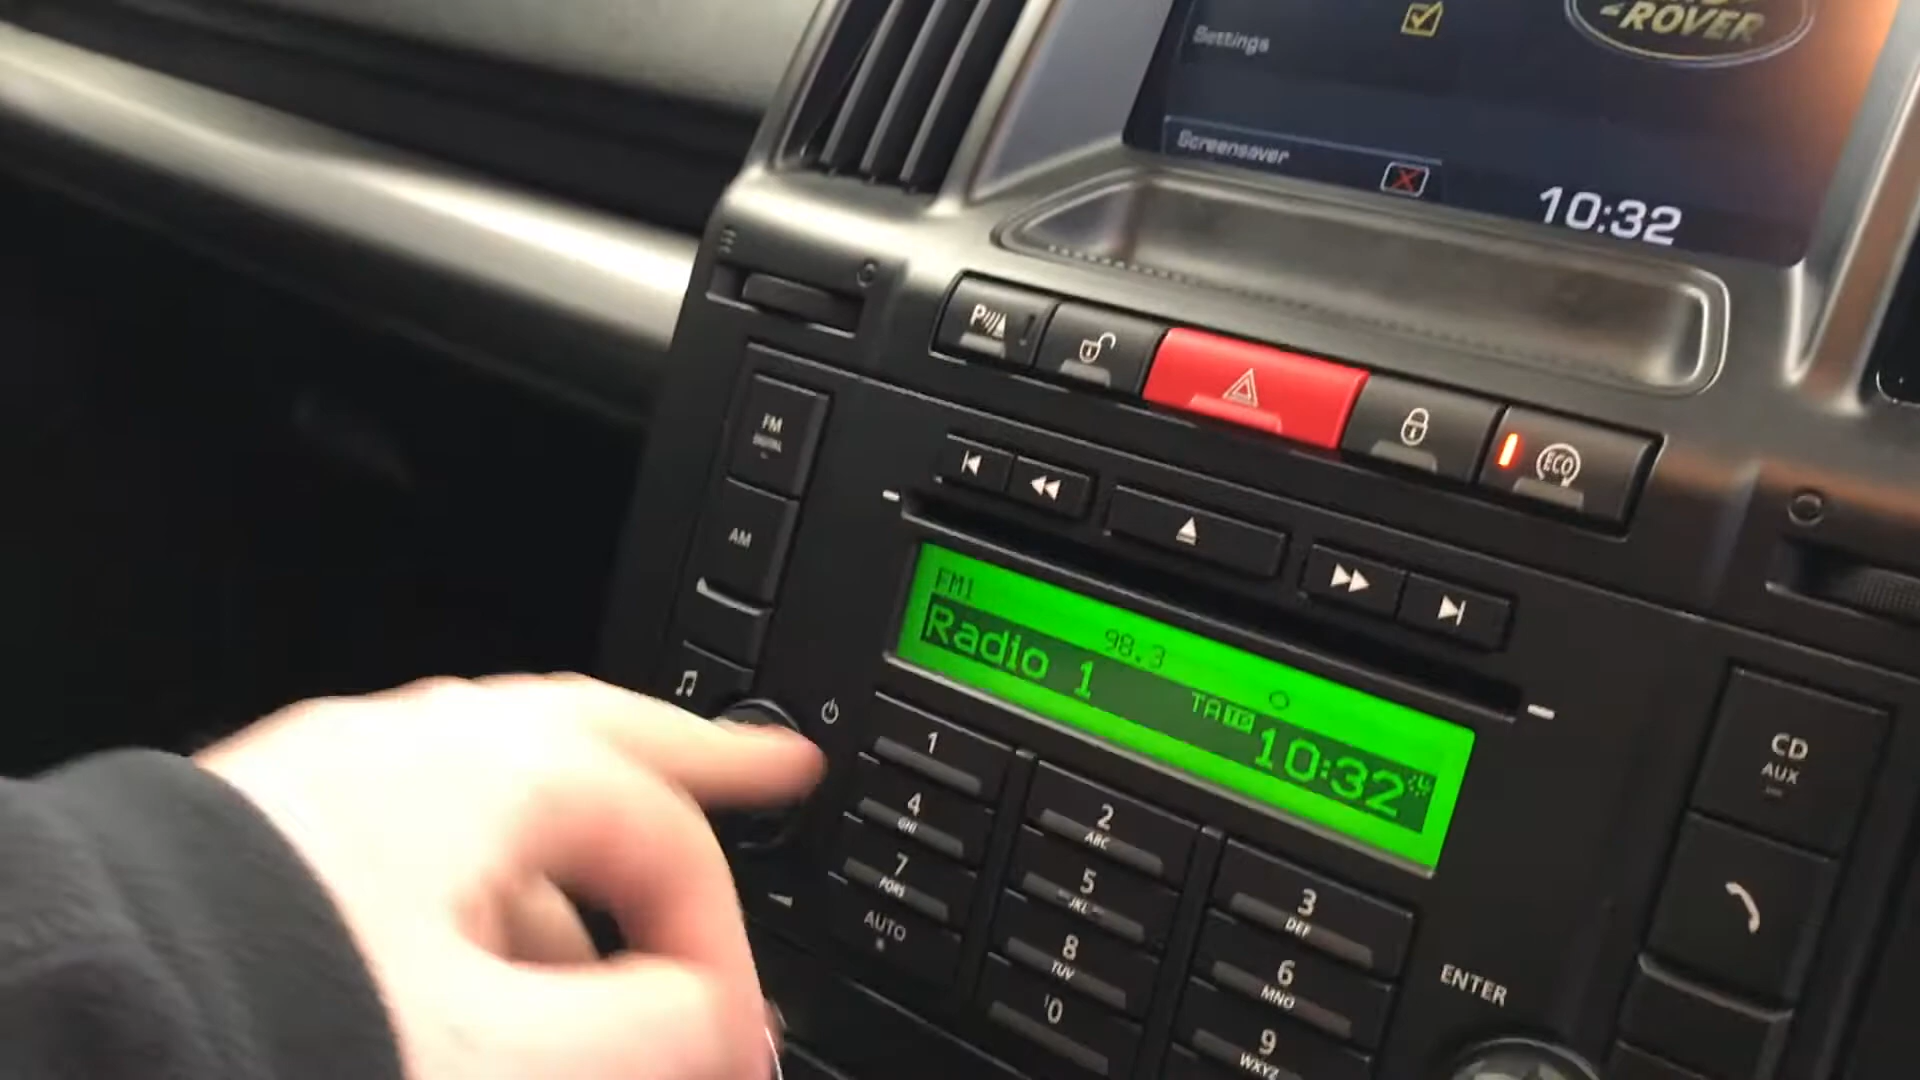 ROVER
Settings
Screensaver
10:32
P
ECO
FM
DIGITAL
AM
FM1
98.3
Radio 1
TA
10:32
1
2
ABC
3
DEF
4
GHI
5
JKL
6
MNO
7
PQRS
8
TUV
9
WXYZ
AUTO
0
ENTER
CD
AUX